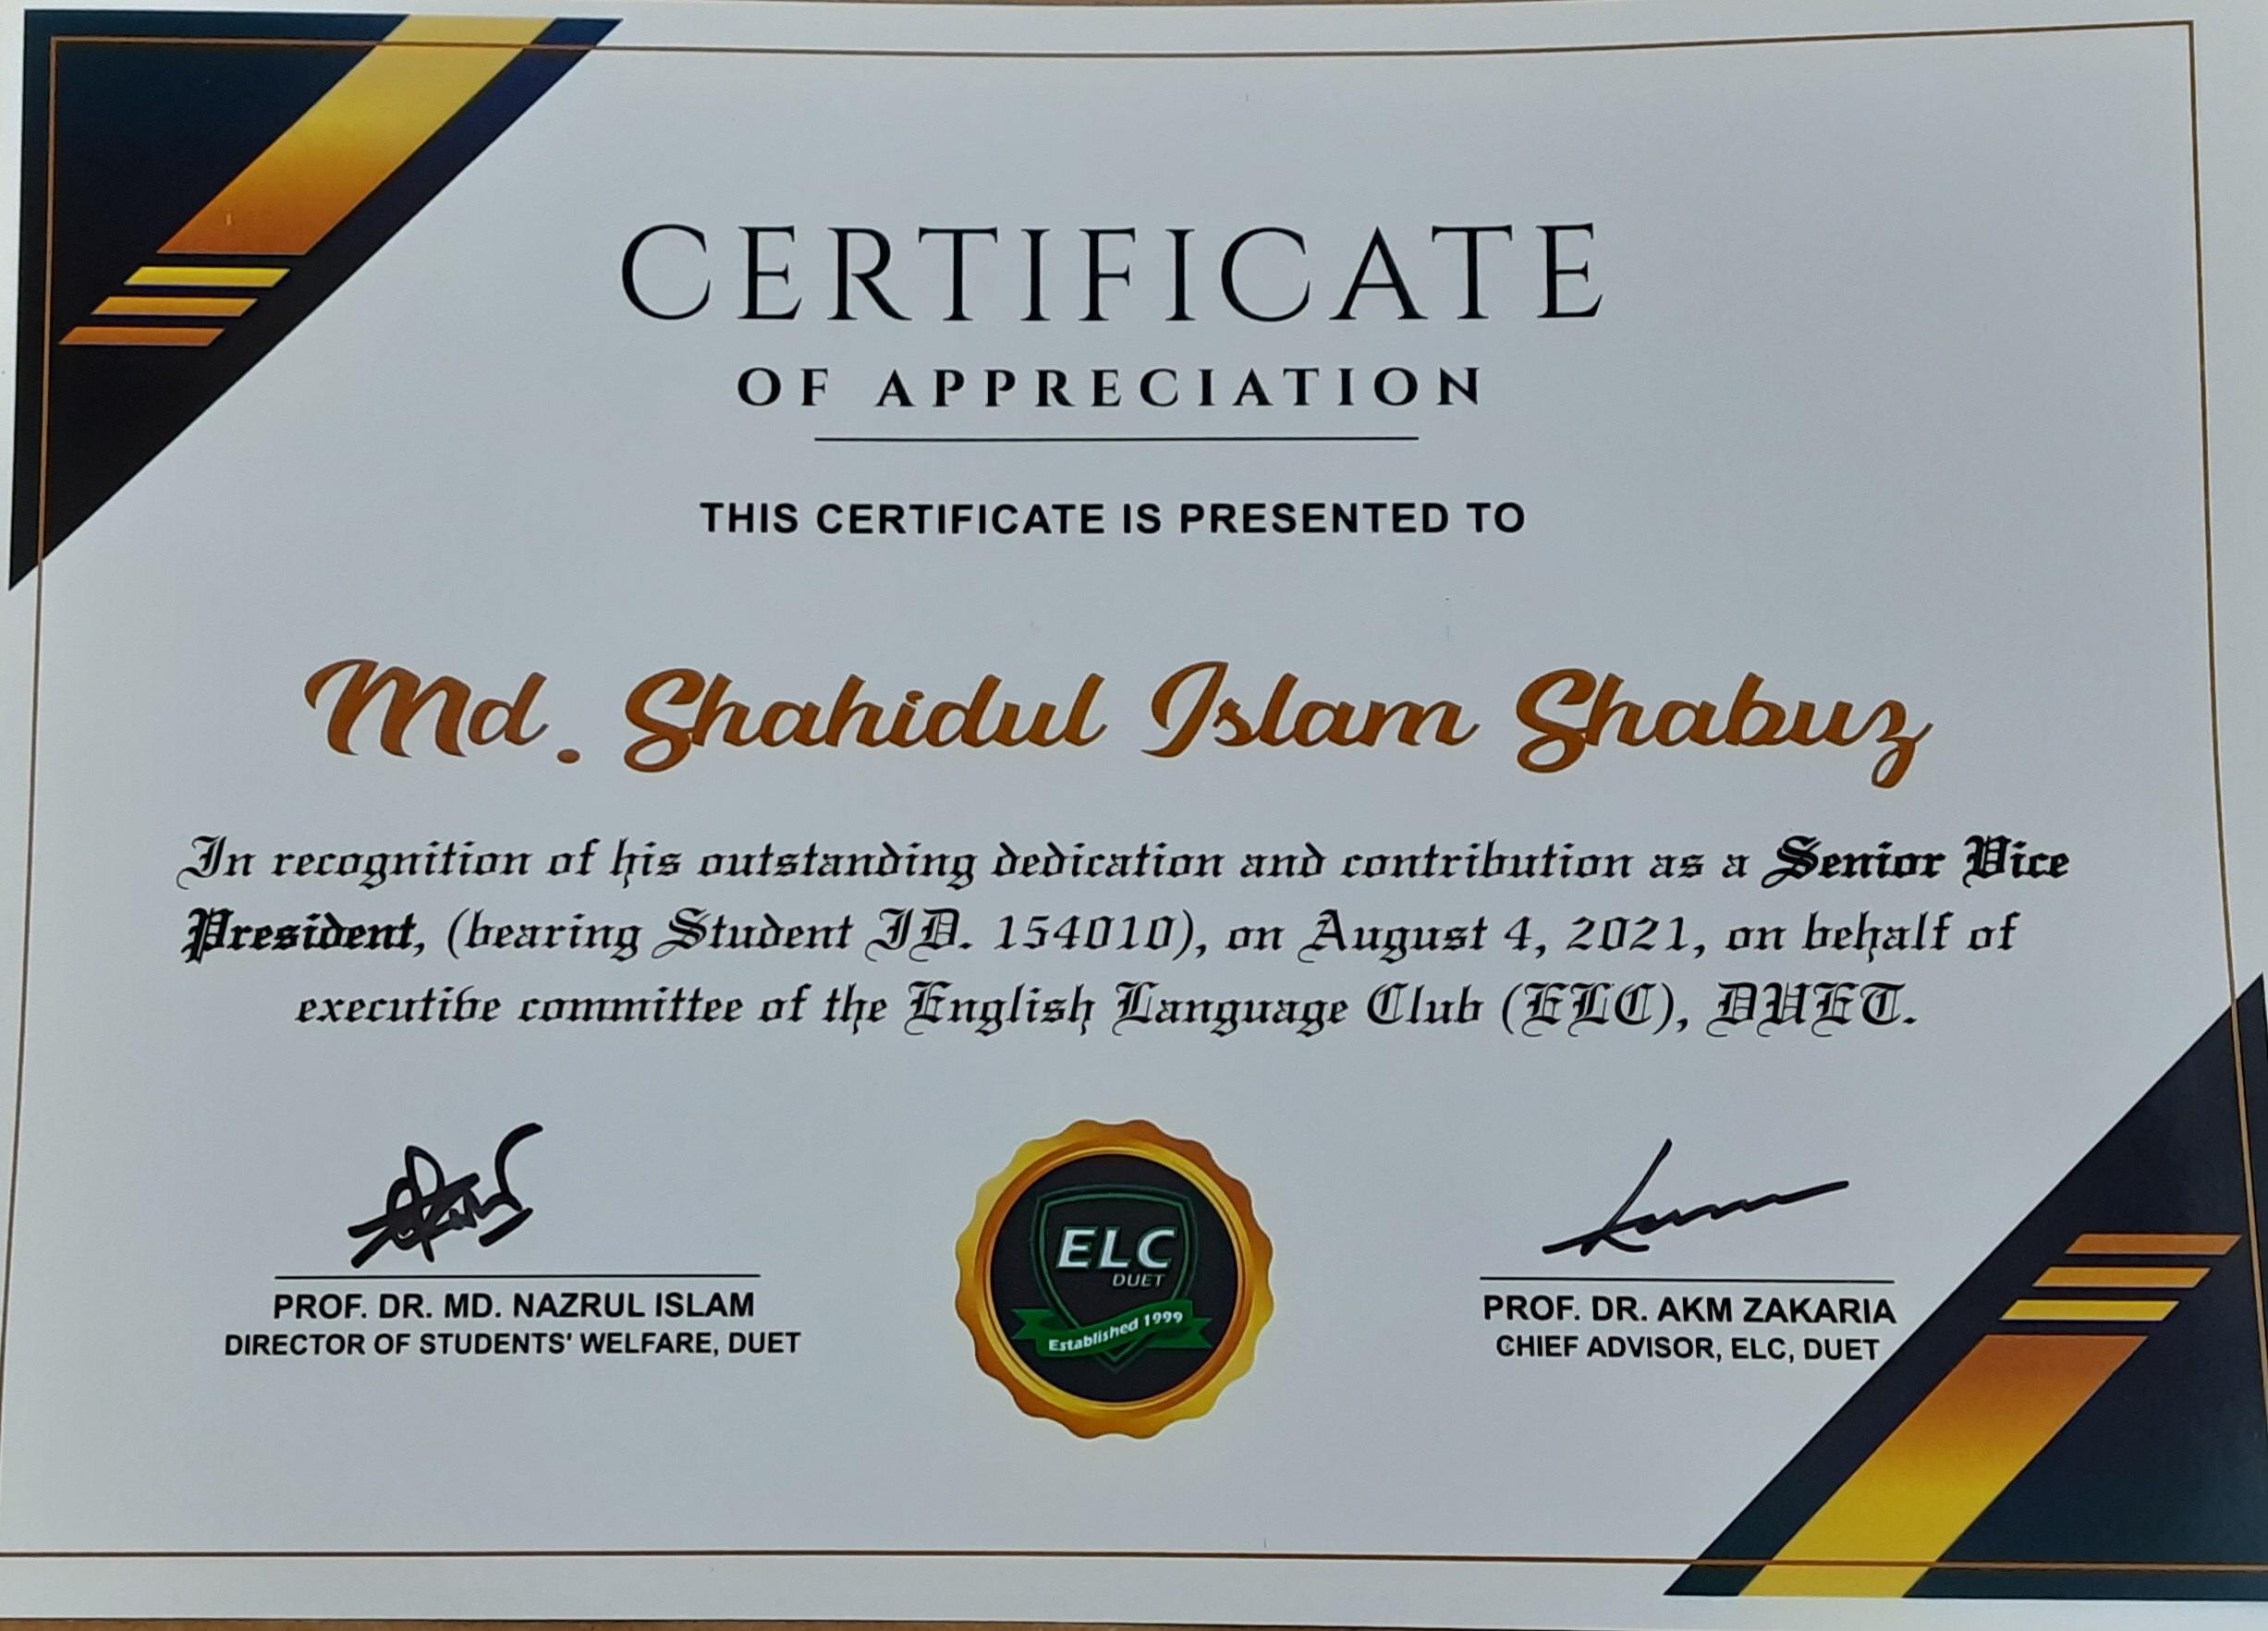 CERTIFICATE
OF APPRECIATION
THIS CERTIFICATE IS PRESENTED TO
Md. Shahidul Islam Shabuz
In recognition of his outstanding dedication and contribution as a Senior Vice
President, (bearing Student ID. 154010), on August 4, 2021, on behalf of
executive committee of the English Language Club (ELC), DUET.
PROF. DR. MD. NAZRUL ISLAM
DIRECTOR OF STUDENTS' WELFARE, DUET
ELC
DUET
Established 1999
PROF. DR. AKM ZAKARIA
CHIEF ADVISOR, ELC, DUET